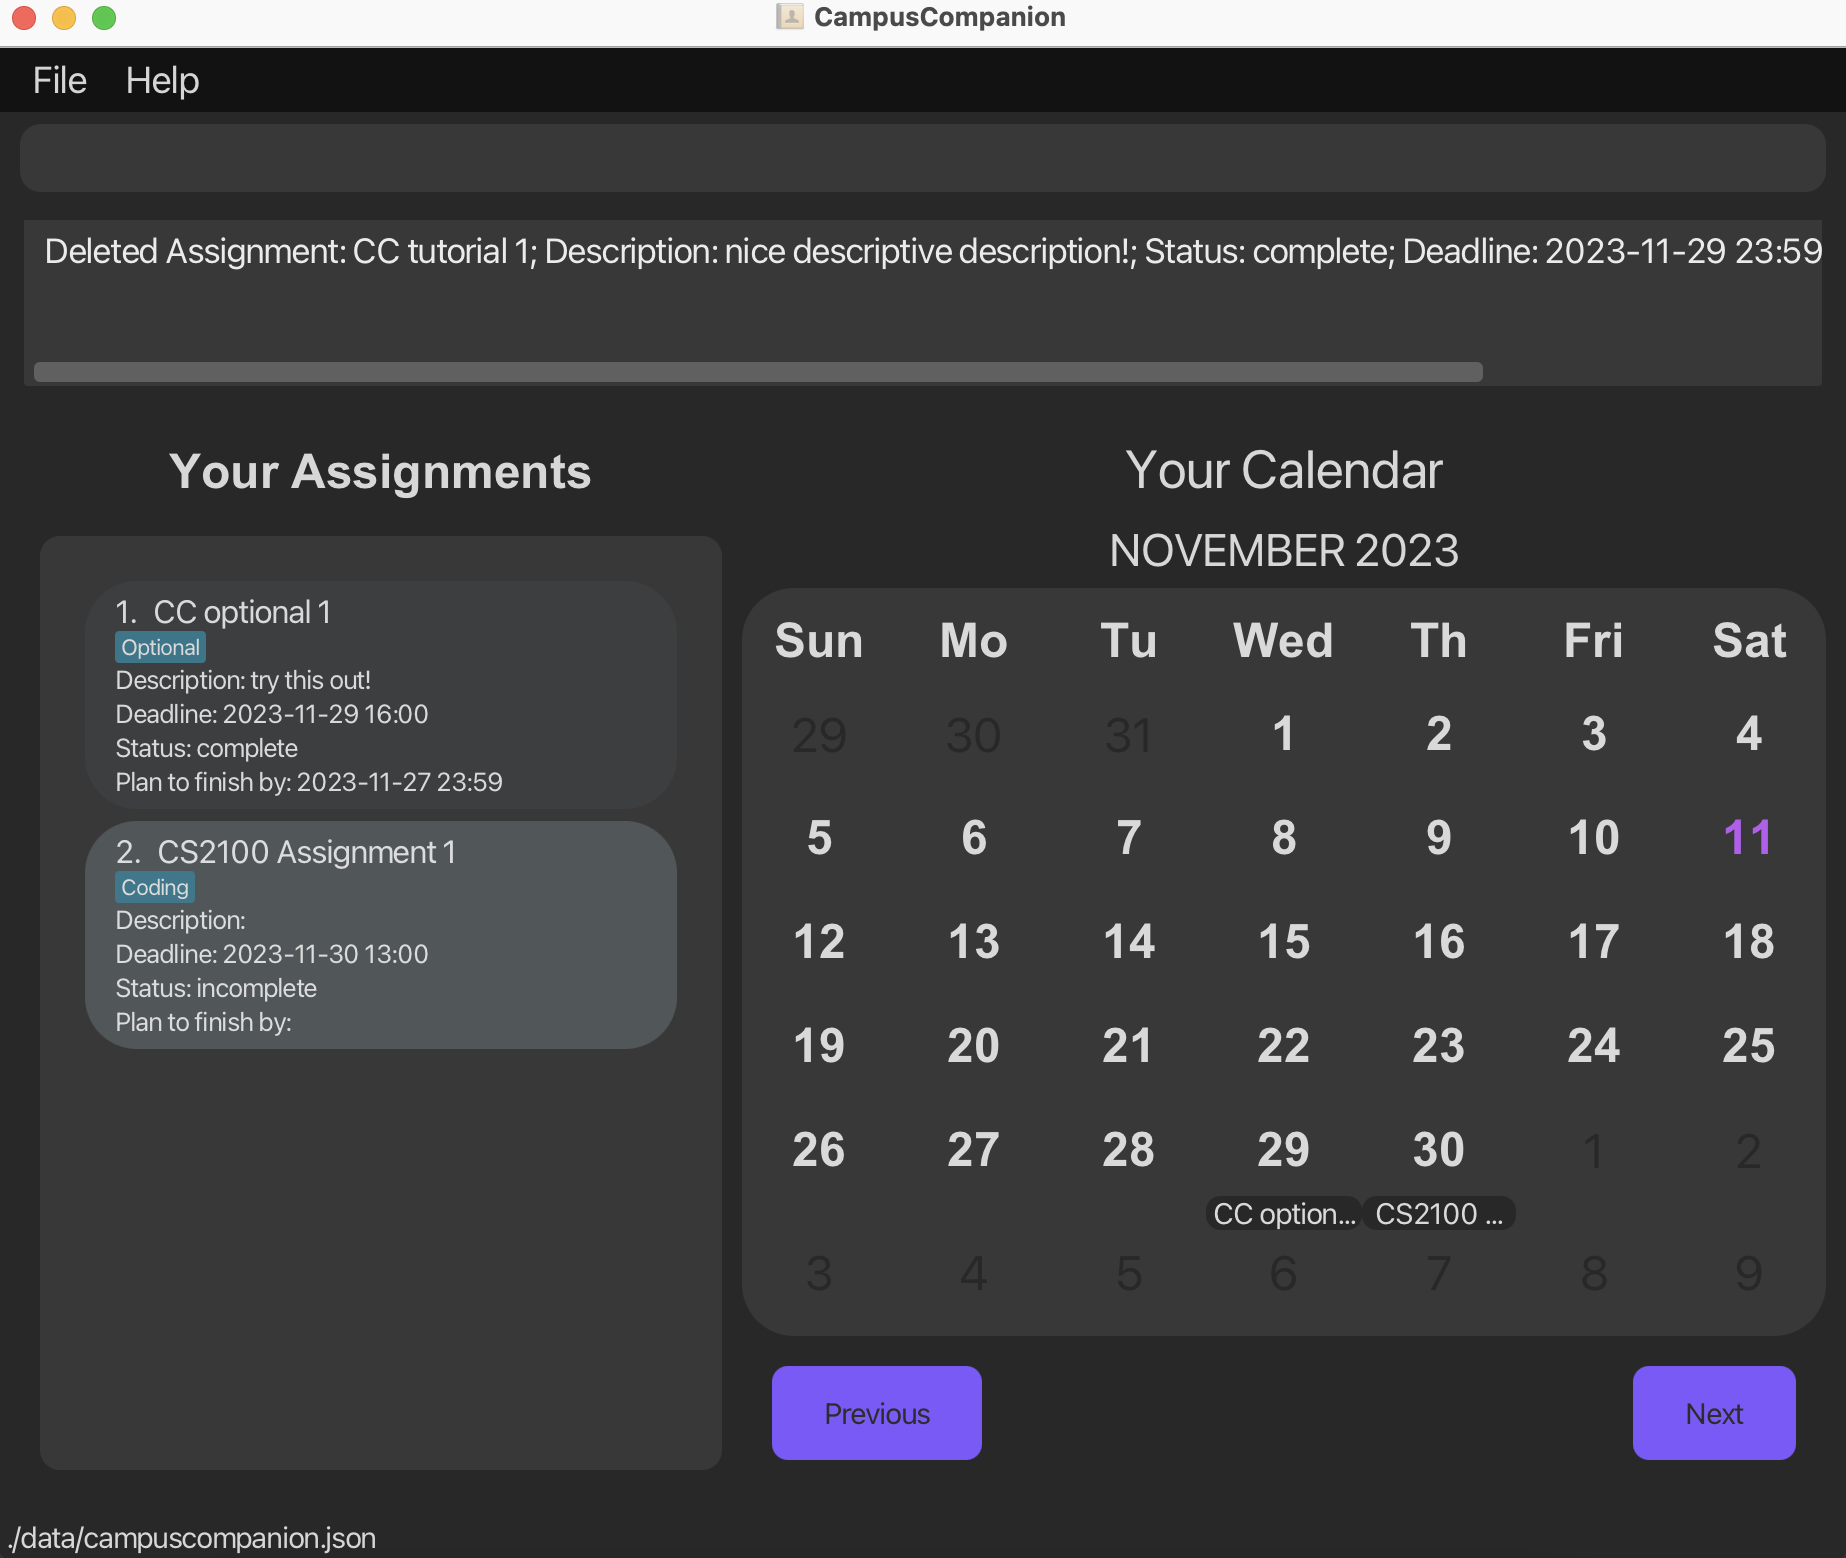 CampusCompanion
File Help
Deleted Assignment: CC tutorial 1; Description: nice descriptive description!; Status: complete; Deadline: 2023-11-29 23:59
Your Assignments
1. CC optional 1
Optional
Description: try this out!
Deadline: 2023-11-29 16:00
Status: complete
Plan to finish by: 2023-11-27 23:59
2. CS2100 Assignment 1
Coding
Description:
Deadline: 2023-11-30 13:00
Status: incomplete
Plan to finish by:
Your Calendar
NOVEMBER 2023
Sun Mo Tu Wed Th Fri Sat
29 30 31 1 2 3 4
5 6 7 8 9 10 11
12 13 14 15 16 17 18
19 20 21 22 23 24 25
26 27 28 29 30 1 2
CC option... CS2100 ...
3 4 5 6 7 8 9
Previous Next
./data/campuscompanion.json